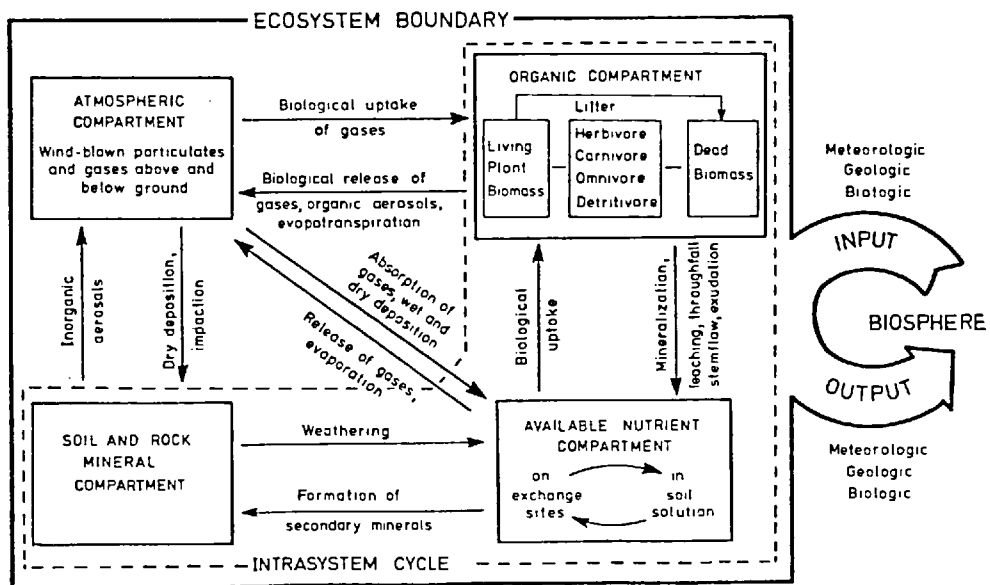 ECOSYSTEM BOUNDARY
ATMOSPHERIC
COMPARTMENT
Wind-blown particulates
and gases above and
below ground
Biological uptake
of gases
Biological release of
gases, organic aerosols,
evapotranspiration
ORGANIC COMPARTMENT
Litter
Living
Plant
Biomass
Herbivore
Carnivore
Omnivore
Detritivore
Dead
Biomass
Meteorologic
Geologic
Biologic
INPUT
BIOSPHERE
OUTPUT
Meteorologic
Geologic
Biologic
Inorganic
aerosals
Dry deposition,
impaction
Absorption of
gases, wet and
dry deposition
Release of gases,
evaporation
Biological
uptake
Mineralization,
leaching, throughfall
stemflow, exudation
SOIL AND ROCK
MINERAL
COMPARTMENT
Weathering
Formation of
secondary minerals
AVAILABLE NUTRIENT
COMPARTMENT
on
exchange
sites
in
soil
solution
INTRASYSTEM CYCLE